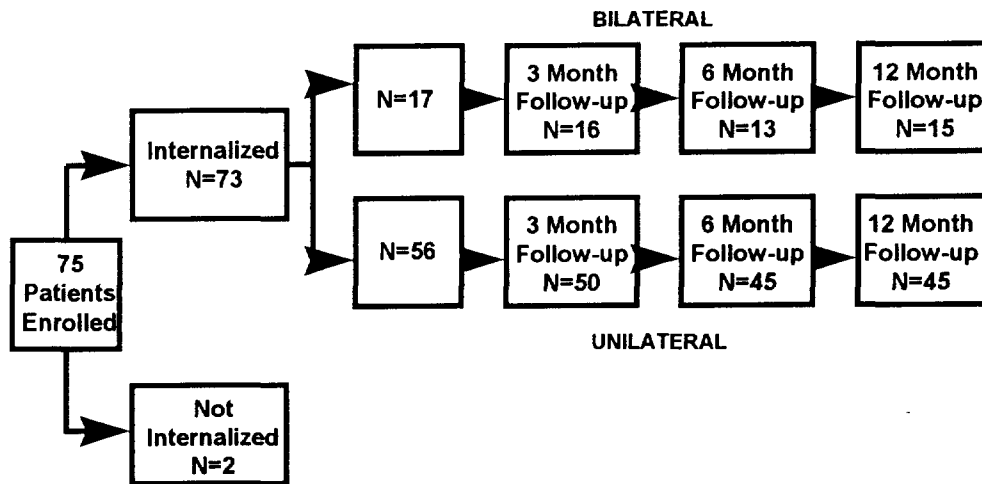 BILATERAL
75
Patients
Enrolled
Internalized
N=73
Not
Internalized
N=2
N=17
3 Month
Follow-up
N=16
6 Month
Follow-up
N=13
12 Month
Follow-up
N=15
N=56
3 Month
Follow-up
N=50
6 Month
Follow-up
N=45
12 Month
Follow-up
N=45
UNILATERAL